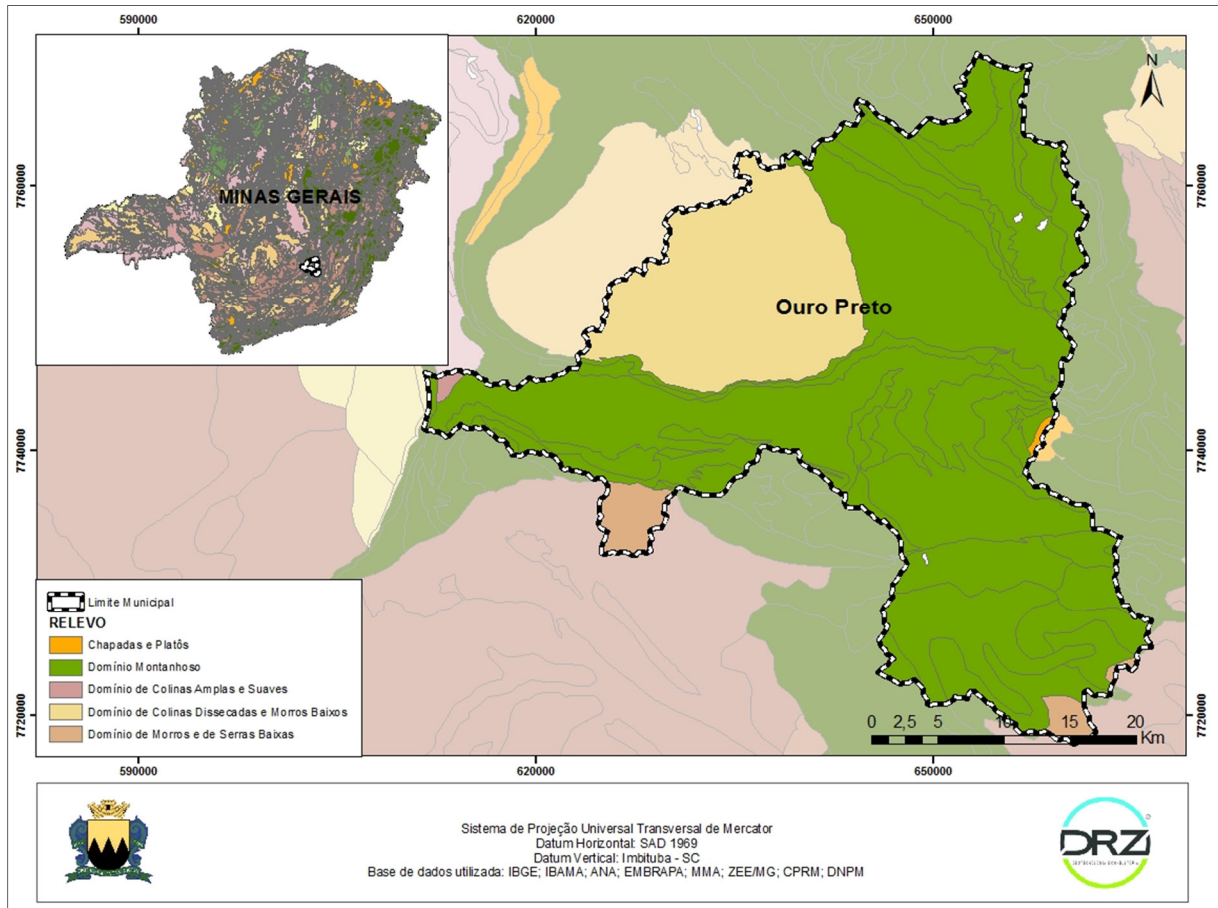 590000
620000
650000
MINAS GERAIS
N
7760000
7760000
Ouro Preto
7740000
7740000
Limite Municipal
RELEVO
Chapadas e Platôs
Domínio Montanhoso
Domínio de Colinas Amplas e Suaves
Domínio de Colinas Dissecadas e Morros Baixos
Domínio de Morros e de Serras Baixas
7720000
7720000
0 2,5 5 10 15 20
Km
590000
620000
650000
Sistema de Projeção Universal Transversal de Mercator
Datum Horizontal: SAD 1969
Datum Vertical: Imbituba - SC
Base de dados utilizada: IBGE; IBAMA; ANA; EMBRAPA; MMA; ZEE/MG; CPRM; DNPM
DRZ